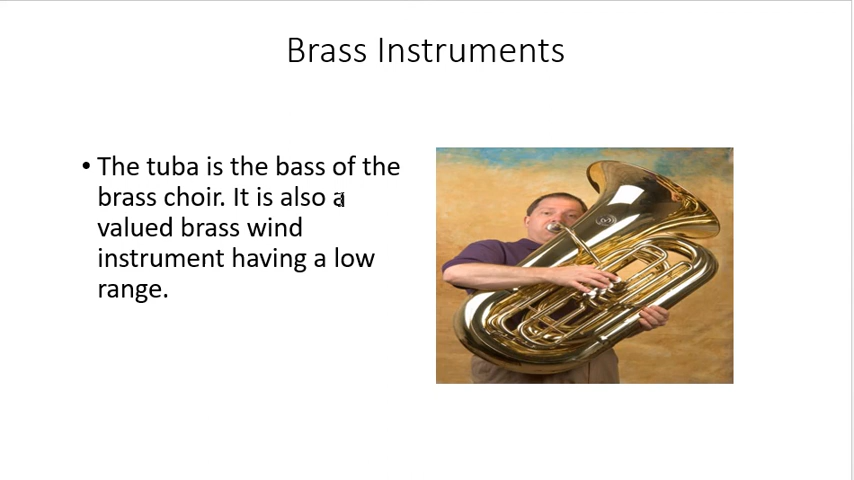 Brass Instruments
• The tuba is the bass of the
brass choir. It is also a
valued brass wind
instrument having a low
range.